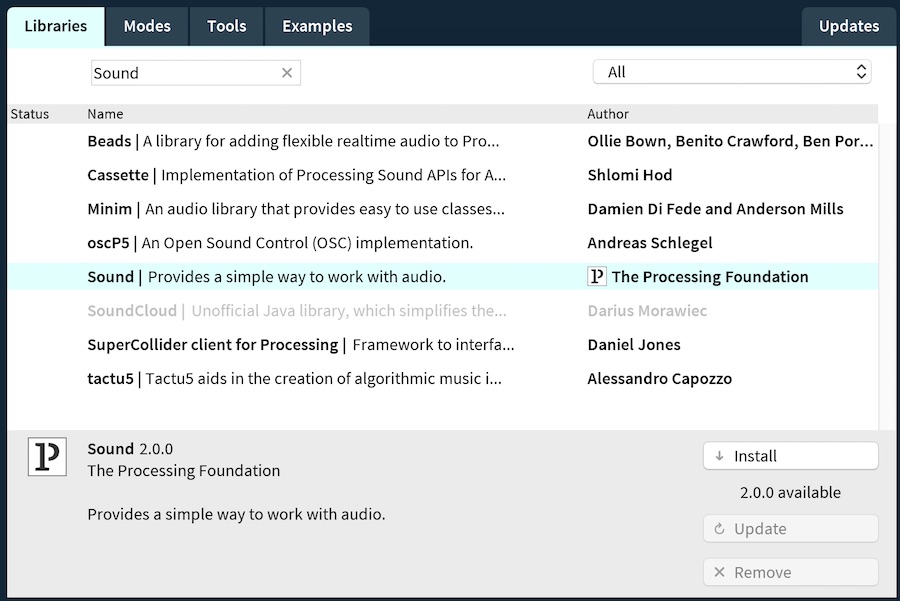 Libraries Modes Tools Examples Updates
Sound All
Status Name Author
Beads | A library for adding flexible realtime audio to Pro... Ollie Bown, Benito Crawford, Ben Por...
Cassette | Implementation of Processing Sound APIs for A... Shlomi Hod
Minim | An audio library that provides easy to use classes... Damien Di Fede and Anderson Mills
oscP5 | An Open Sound Control (OSC) implementation. Andreas Schlegel
Sound | Provides a simple way to work with audio. P The Processing Foundation
SoundCloud | Unofficial Java library, which simplifies the... Darius Morawiec
SuperCollider client for Processing | Framework to interfa... Daniel Jones
tactu5 | Tactu5 aids in the creation of algorithmic music i... Alessandro Capozzo
P Sound 2.0.0
Install
The Processing Foundation
2.0.0 available
Provides a simple way to work with audio.
Update
Remove